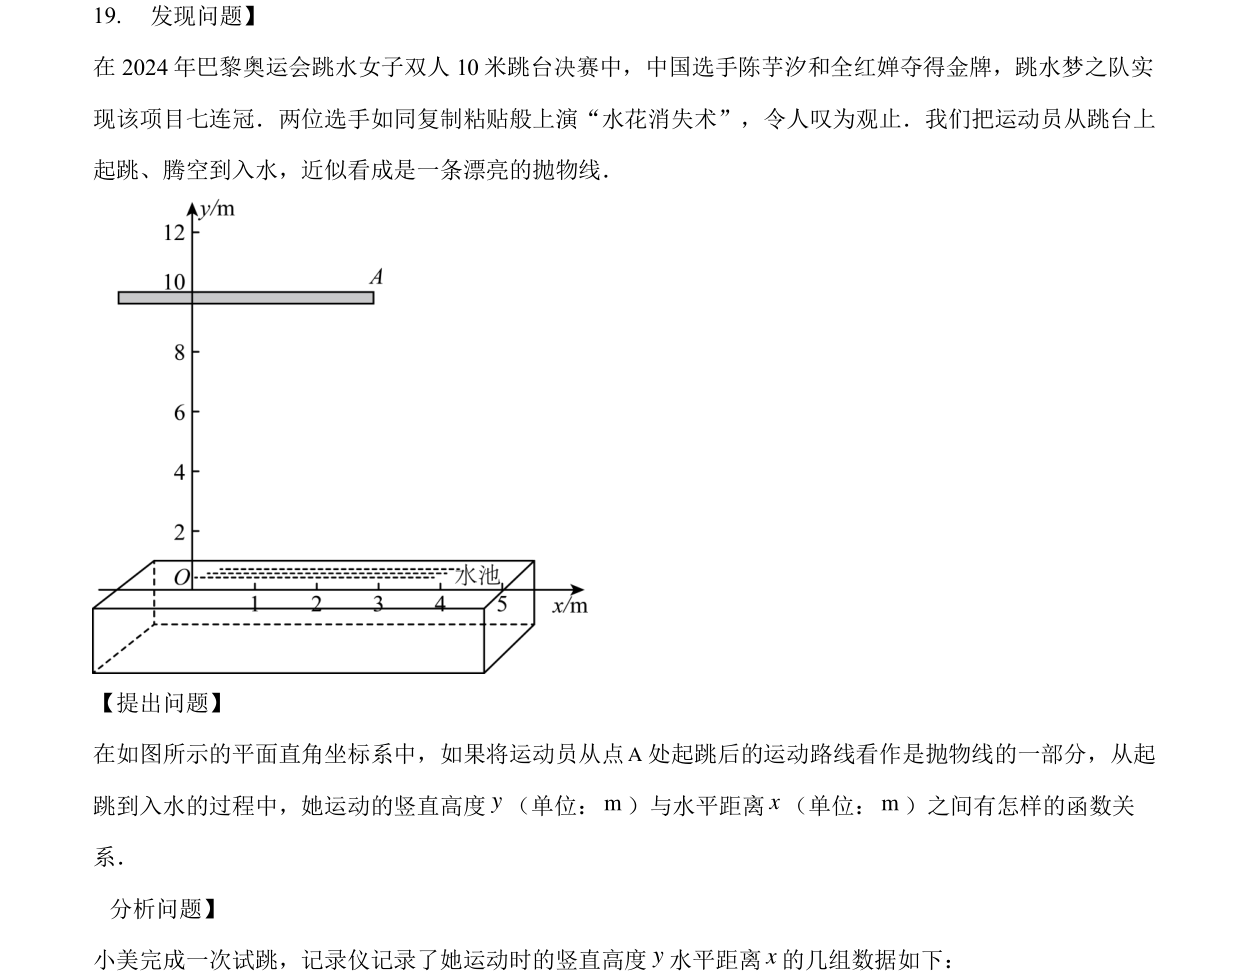 19. 发现问题】
在 2024 年巴黎奥运会跳水女子双人 10 米跳台决赛中，中国选手陈芋汐和全红婵夺得金牌，跳水梦之队实
现该项目七连冠．两位选手如同复制粘贴般上演“水花消失术”，令人叹为观止．我们把运动员从跳台上
起跳、腾空到入水，近似看成是一条漂亮的抛物线．
y/m
12
10
A
8
6
4
2
O
水池
1 2 3 4 5
x/m
【提出问题】
在如图所示的平面直角坐标系中，如果将运动员从点 A 处起跳后的运动路线看作是抛物线的一部分，从起
跳到入水的过程中，她运动的竖直高度 y （单位： m ）与水平距离 x （单位： m ）之间有怎样的函数关
系．
分析问题】
小美完成一次试跳，记录仪记录了她运动时的竖直高度 y 水平距离 x 的几组数据如下：